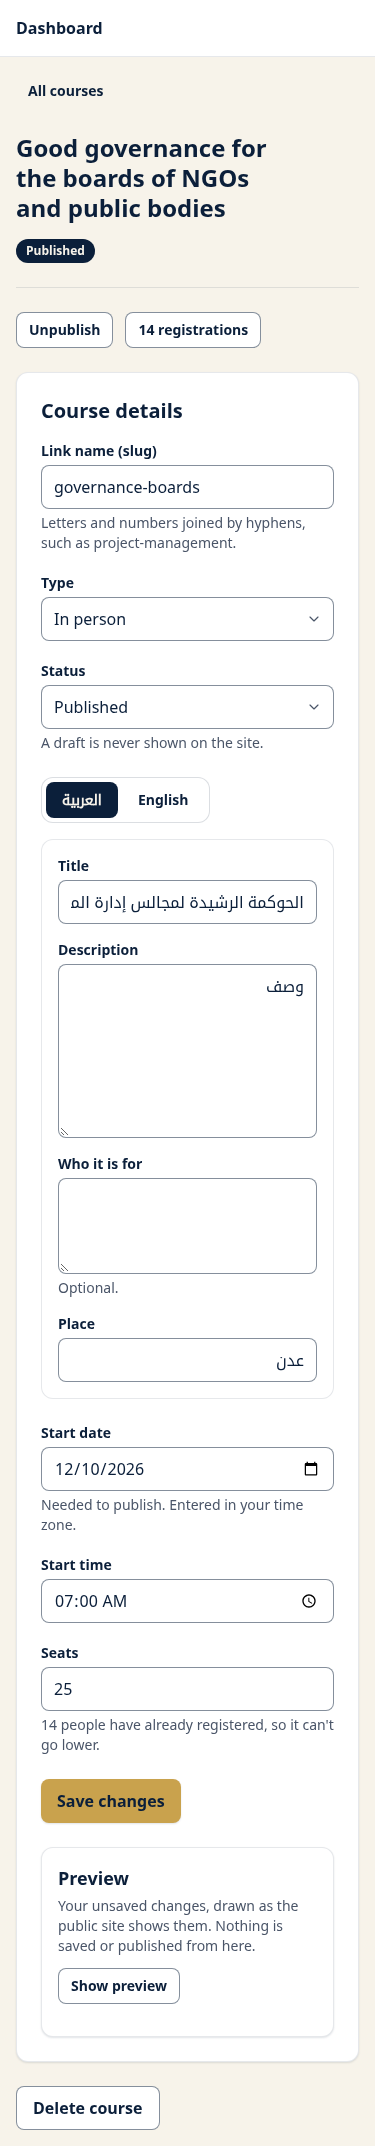 Dashboard
All courses
Good governance for
the boards of NGOs
and public bodies
Published
Unpublish
14 registrations
Course details
Link name (slug)
governance-boards
Letters and numbers joined by hyphens,
such as project-management.
Type
In person
Status
Published
A draft is never shown on the site.
العربية
English
Title
الحوكمة الرشيدة لمجالس إدارة الم
Description
وصف
Who it is for
Optional.
Place
عدن
Start date
12/10/2026
Needed to publish. Entered in your time
zone.
Start time
07:00 AM
Seats
25
14 people have already registered, so it can't
go lower.
Save changes
Preview
Your unsaved changes, drawn as the
public site shows them. Nothing is
saved or published from here.
Show preview
Delete course